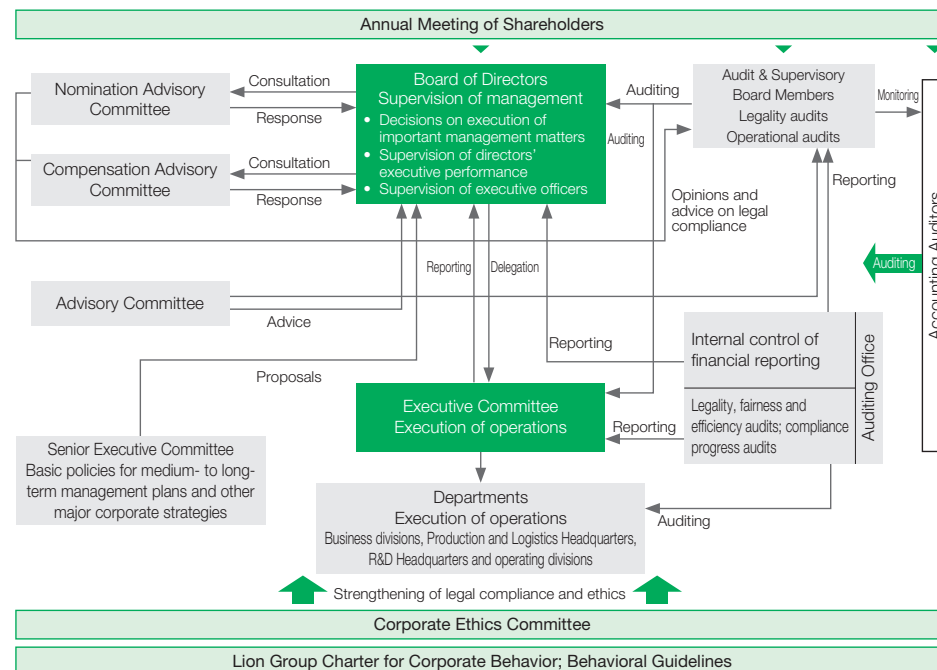 Annual Meeting of Shareholders
Nomination Advisory
Committee
Consultation
Response
Board of Directors
Supervision of management
• Decisions on execution of
important management matters
• Supervision of directors'
executive performance
• Supervision of executive officers
Auditing
Auditing
Audit & Supervisory
Board Members
Legality audits
Operational audits
Monitoring
Compensation Advisory
Committee
Consultation
Response
Opinions and
advice on legal
compliance
Reporting
Accounting Auditors
Auditing
Advisory Committee
Advice
Reporting
Delegation
Reporting
Proposals
Internal control of
financial reporting
Legality, fairness and
efficiency audits; compliance
progress audits
Auditing Office
Executive Committee
Execution of operations
Reporting
Senior Executive Committee
Basic policies for medium- to long-
term management plans and other
major corporate strategies
Departments
Execution of operations
Business divisions, Production and Logistics Headquarters,
R&D Headquarters and operating divisions
Auditing
Strengthening of legal compliance and ethics
Corporate Ethics Committee
Lion Group Charter for Corporate Behavior; Behavioral Guidelines